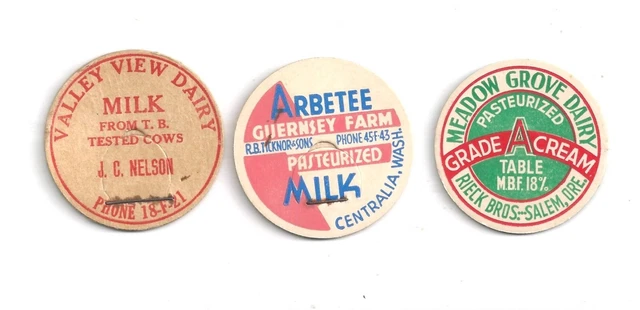 VALLEY VIEW DAIRY
MILK
FROM T. B.
TESTED COWS
J. C. NELSON
PHONE 18-F-21
ARBETEE
GUERNSEY FARM
R.B. TICKNOR & SONS PHONE 45F43
PASTEURIZED
MILK
CENTRALIA, WASH.
MEADOW GROVE DAIRY
PASTEURIZED
GRADE A CREAM
TABLE
M.B.F. 18%
RIECK BROS.-SALEM, ORE.